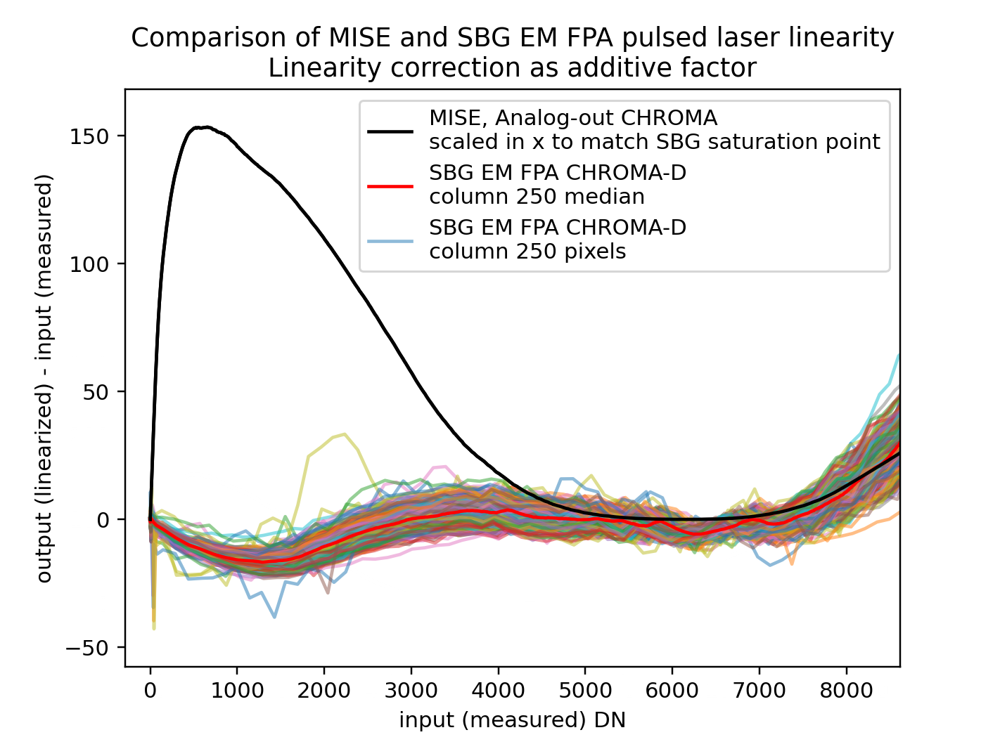 Comparison of MISE and SBG EM FPA pulsed laser linearity
Linearity correction as additive factor
MISE, Analog-out CHROMA
scaled in x to match SBG saturation point
SBG EM FPA CHROMA-D
column 250 median
SBG EM FPA CHROMA-D
column 250 pixels
output (linearized) - input (measured)
150
100
50
0
−50
0 1000 2000 3000 4000 5000 6000 7000 8000
input (measured) DN